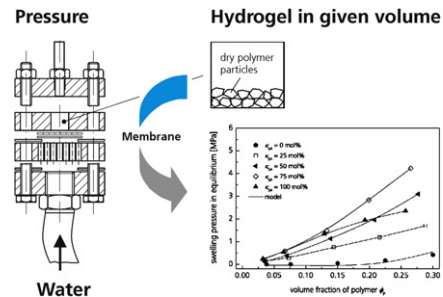 Pressure
Hydrogel in given volume
dry polymer
particles
Membrane
Water
swelling pressure in equilibrium [MPa]
6
5
4
3
2
1
0
= 0 mol%
= 25 mol%
= 50 mol%
= 75 mol%
= 100 mol%
model
0.00 0.05 0.10 0.15 0.20 0.25 0.30
volume fraction of polymer